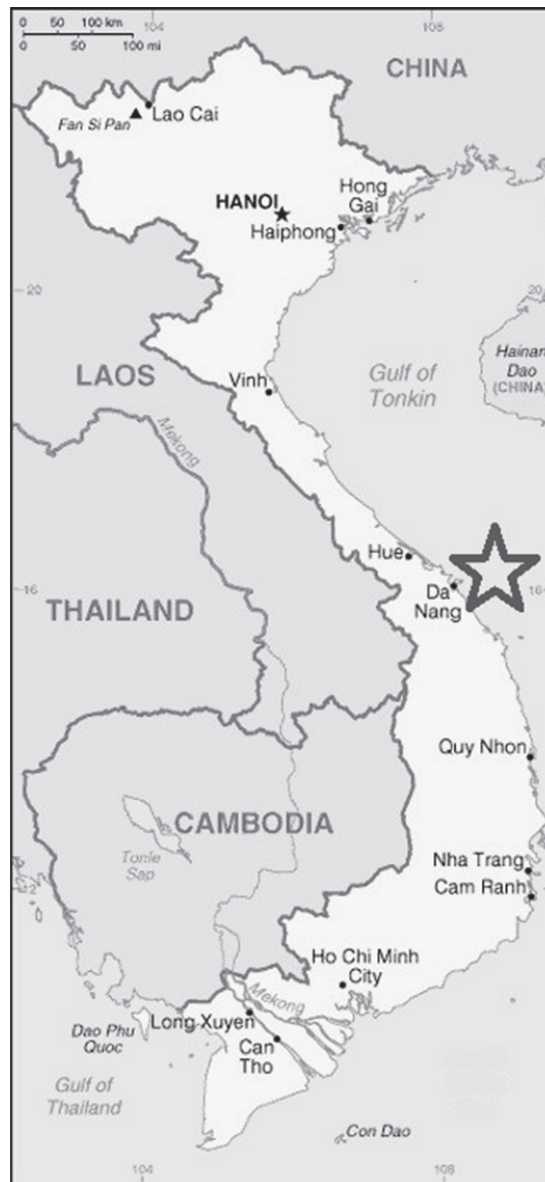 104
108
0 50 100 km
0 50 100 mi
CHINA
Lao Cai
Fan Si Pan
Hong
Gai
HANOI
Haiphong
20
20
Hainan
Dao
(CHINA)
LAOS
Vinh
Gulf of
Tonkin
Mekong
Hue
16
16
THAILAND
Da
Nang
Quy Nhon
CAMBODIA
Tonle
Sap
Nha Trang
12
Cam Ranh
Ho Chi Minh
City
Mekong
Long Xuyen
Dao Phu
Quoc
Can
Tho
Gulf of
Thailand
Con Dao
104
108